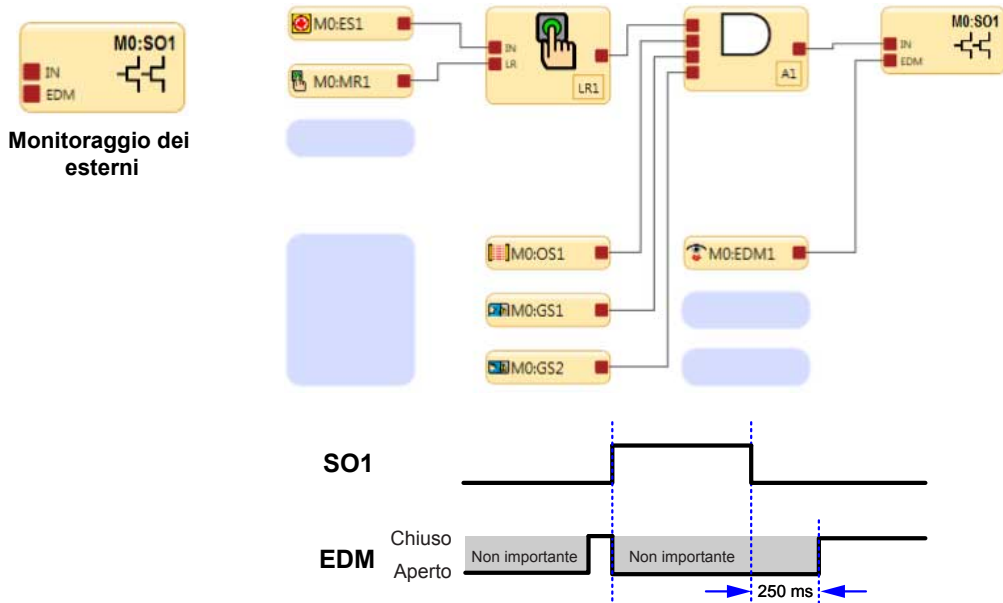 M0:SO1
IN
EDM
Monitoraggio dei
esterni
M0:ES1
M0:MR1
IN
LR
LR1
A1
M0:SO1
IN
EDM
M0:OS1
M0:GS1
M0:GS2
M0:EDM1
SO1
EDM
Chiuso
Aperto
Non importante
Non importante
250 ms